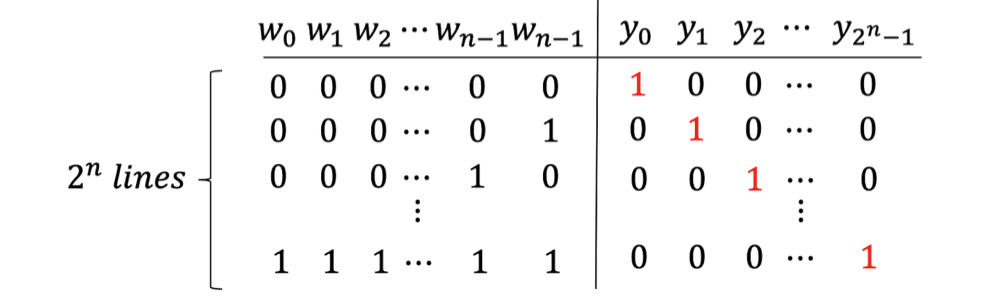 w₀ w₁ w₂ ⋯ wₙ₋₁ wₙ₋₁ y₀ y₁ y₂ ⋯ y₂ⁿ₋₁
0 0 0 ⋯ 0 0 1 0 0 ⋯ 0
0 0 0 ⋯ 0 1 0 1 0 ⋯ 0
2ⁿ lines 0 0 0 ⋯ 1 0 0 0 1 ⋯ 0
⋮ ⋮
1 1 1 ⋯ 1 1 0 0 0 ⋯ 1